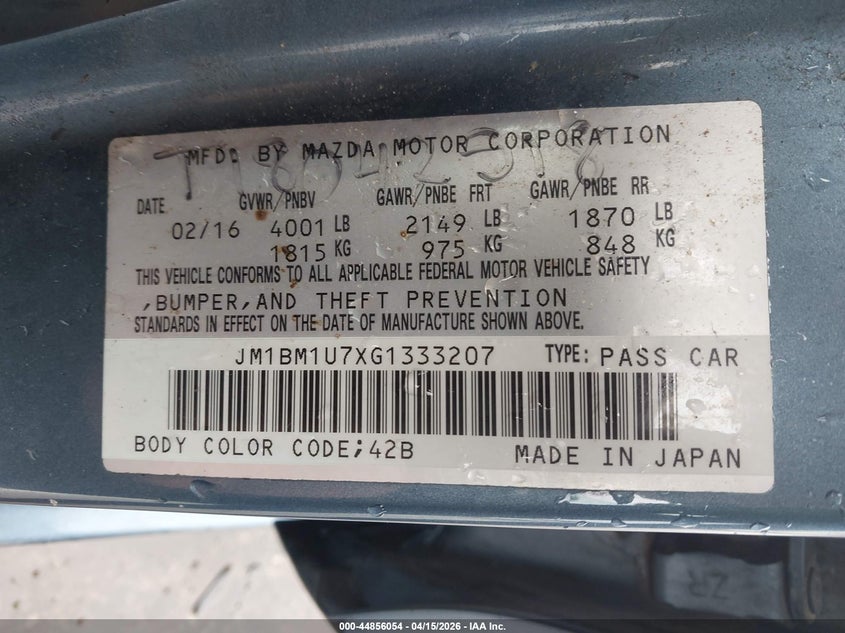 MFD. BY MAZDA MOTOR CORPORATION
DATE GVWR/PNBV GAWR/PNBE FRT GAWR/PNBE RR
02/16 4001 LB 2149 LB 1870 LB
1815 KG 975 KG 848 KG
THIS VEHICLE CONFORMS TO ALL APPLICABLE FEDERAL MOTOR VEHICLE SAFETY
,BUMPER,AND THEFT PREVENTION
STANDARDS IN EFFECT ON THE DATE OF MANUFACTURE SHOWN ABOVE.
JM1BM1U7XG1333207 TYPE: PASS CAR
BODY COLOR CODE;42B MADE IN JAPAN
ZR
000-44856054 - 04/15/2026 - IAA Inc.